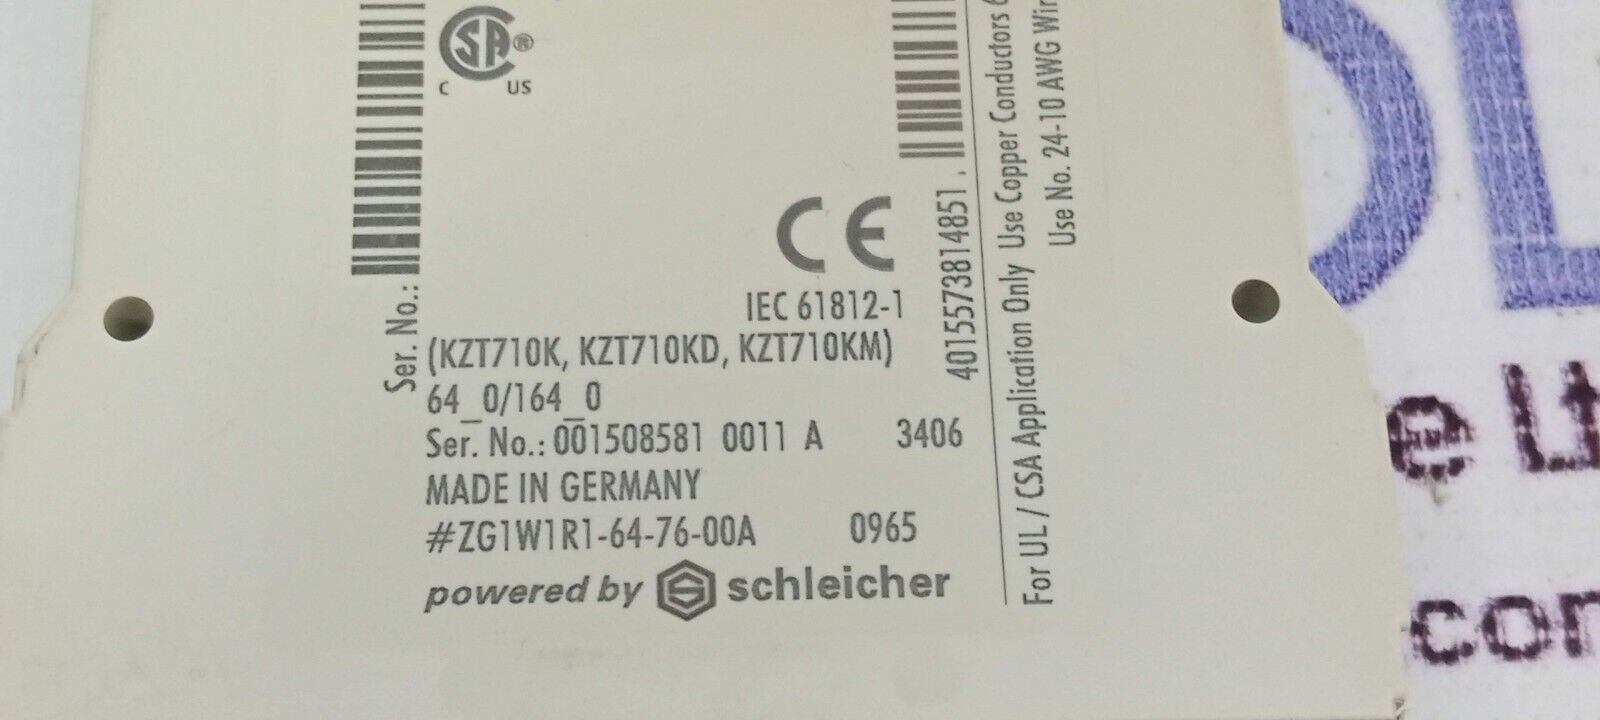 CSA®
C US
CE
IEC 61812-1
(KZT710K, KZT710KD, KZT710KM)
64_0/164_0
Ser. No.: 001508581 0011 A 3406
MADE IN GERMANY
#ZG1W1R1-64-76-00A 0965
powered by S schleicher
Ser. No.:
4015573814851
For UL / CSA Application Only Use Copper Conductors
Use No. 24-10 AWG
e Lt
con